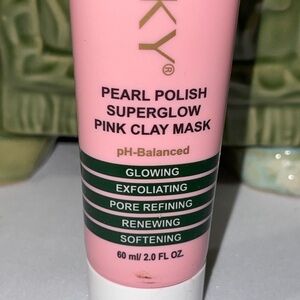 KY®
PEARL POLISH
SUPERGLOW
PINK CLAY MASK
pH-Balanced
GLOWING
EXFOLIATING
PORE REFINING
RENEWING
SOFTENING
60 ml/ 2.0 FL OZ.